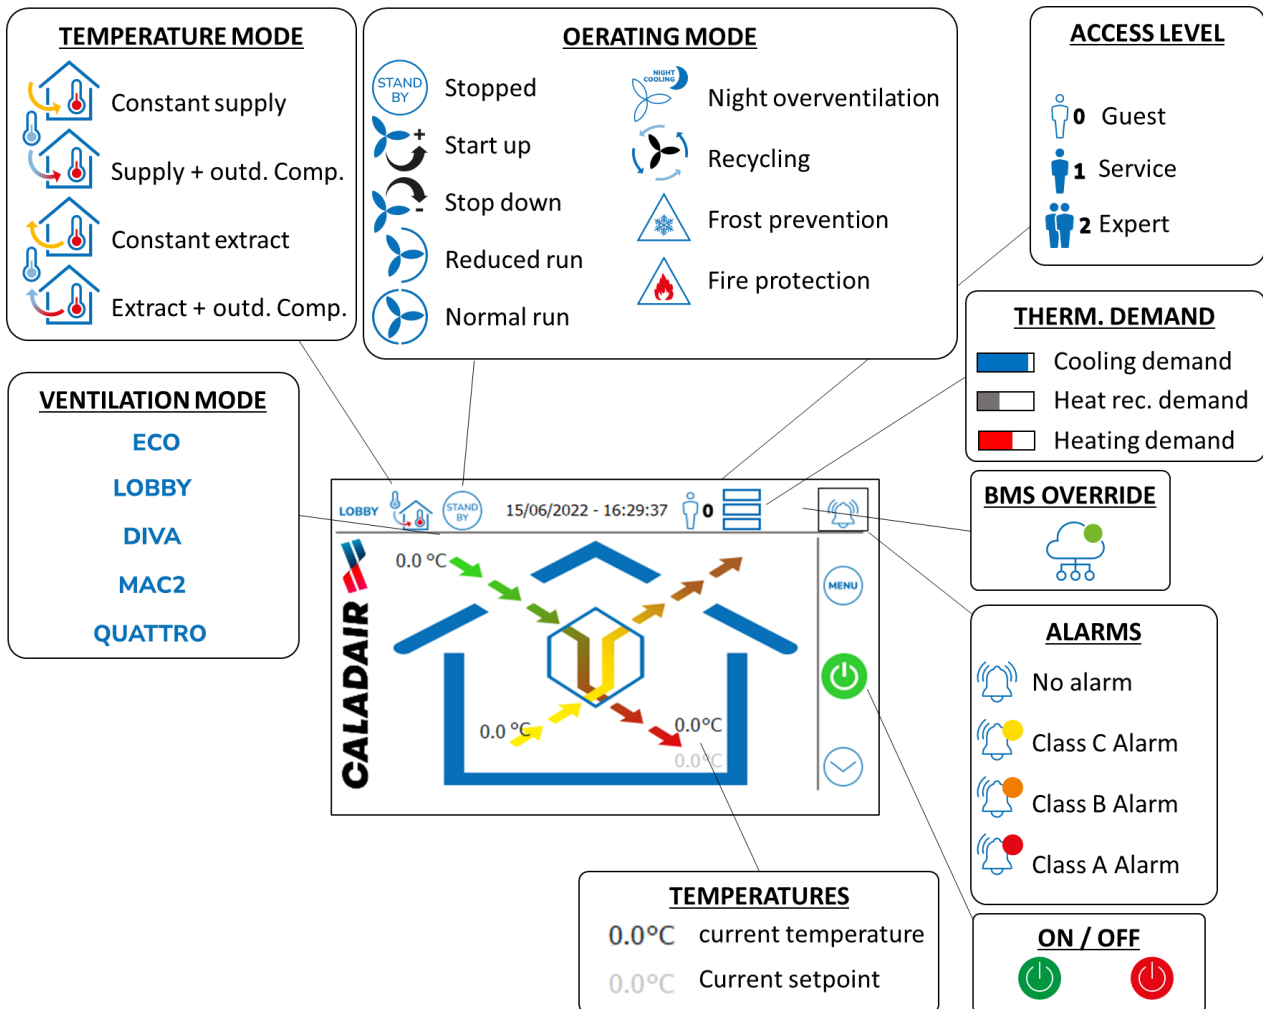 TEMPERATURE MODE
Constant supply
Supply + outd. Comp.
Constant extract
Extract + outd. Comp.
OERATING MODE
STAND BY
Stopped
Start up
Stop down
Reduced run
Normal run
NIGHT COOLING
Night overventilation
Recycling
Frost prevention
Fire protection
ACCESS LEVEL
0 Guest
1 Service
2 Expert
THERM. DEMAND
Cooling demand
Heat rec. demand
Heating demand
VENTILATION MODE
ECO
LOBBY
DIVA
MAC2
QUATTRO
LOBBY
STAND BY
15/06/2022 - 16:29:37
0
CALADAIR
0.0 °C
0.0 °C
0.0°C
0.0°C
MENU
BMS OVERRIDE
ALARMS
No alarm
Class C Alarm
Class B Alarm
Class A Alarm
TEMPERATURES
0.0°C current temperature
0.0°C Current setpoint
ON / OFF